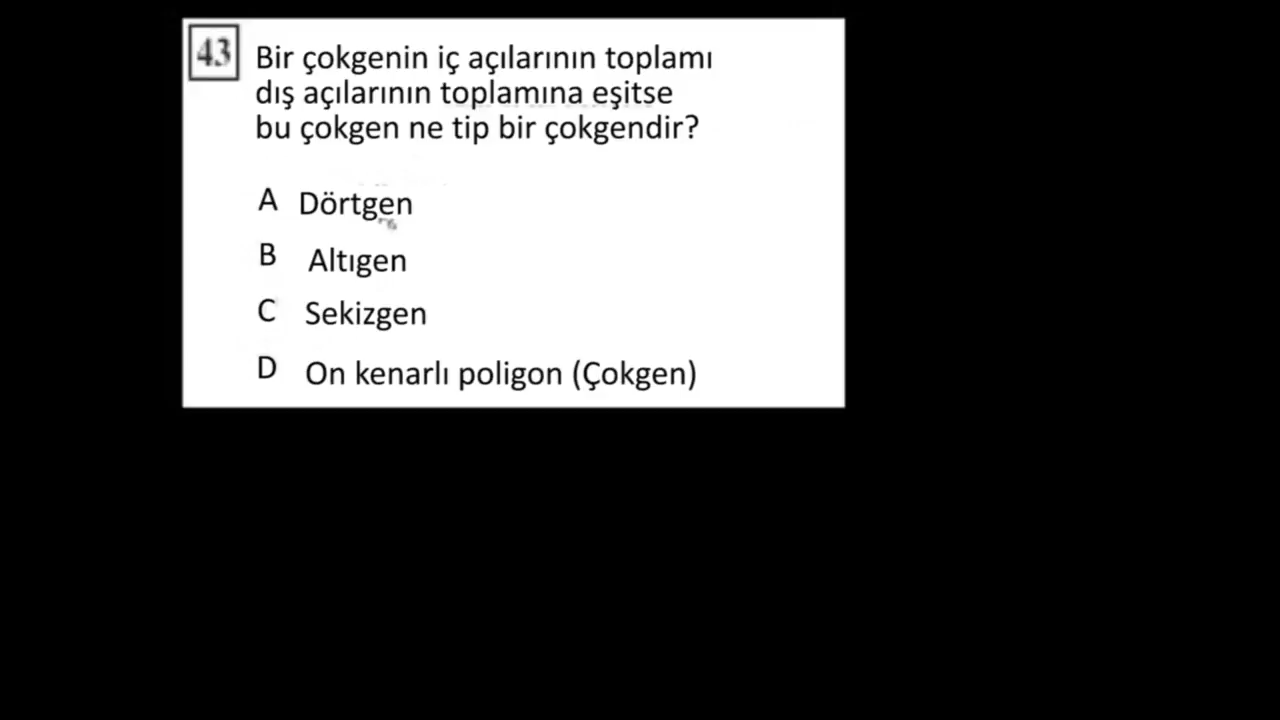 43
Bir çokgenin iç açılarının toplamı
dış açılarının toplamına eşitse
bu çokgen ne tip bir çokgendir?
A Dörtgen
B Altıgen
C Sekizgen
D On kenarlı poligon (Çokgen)